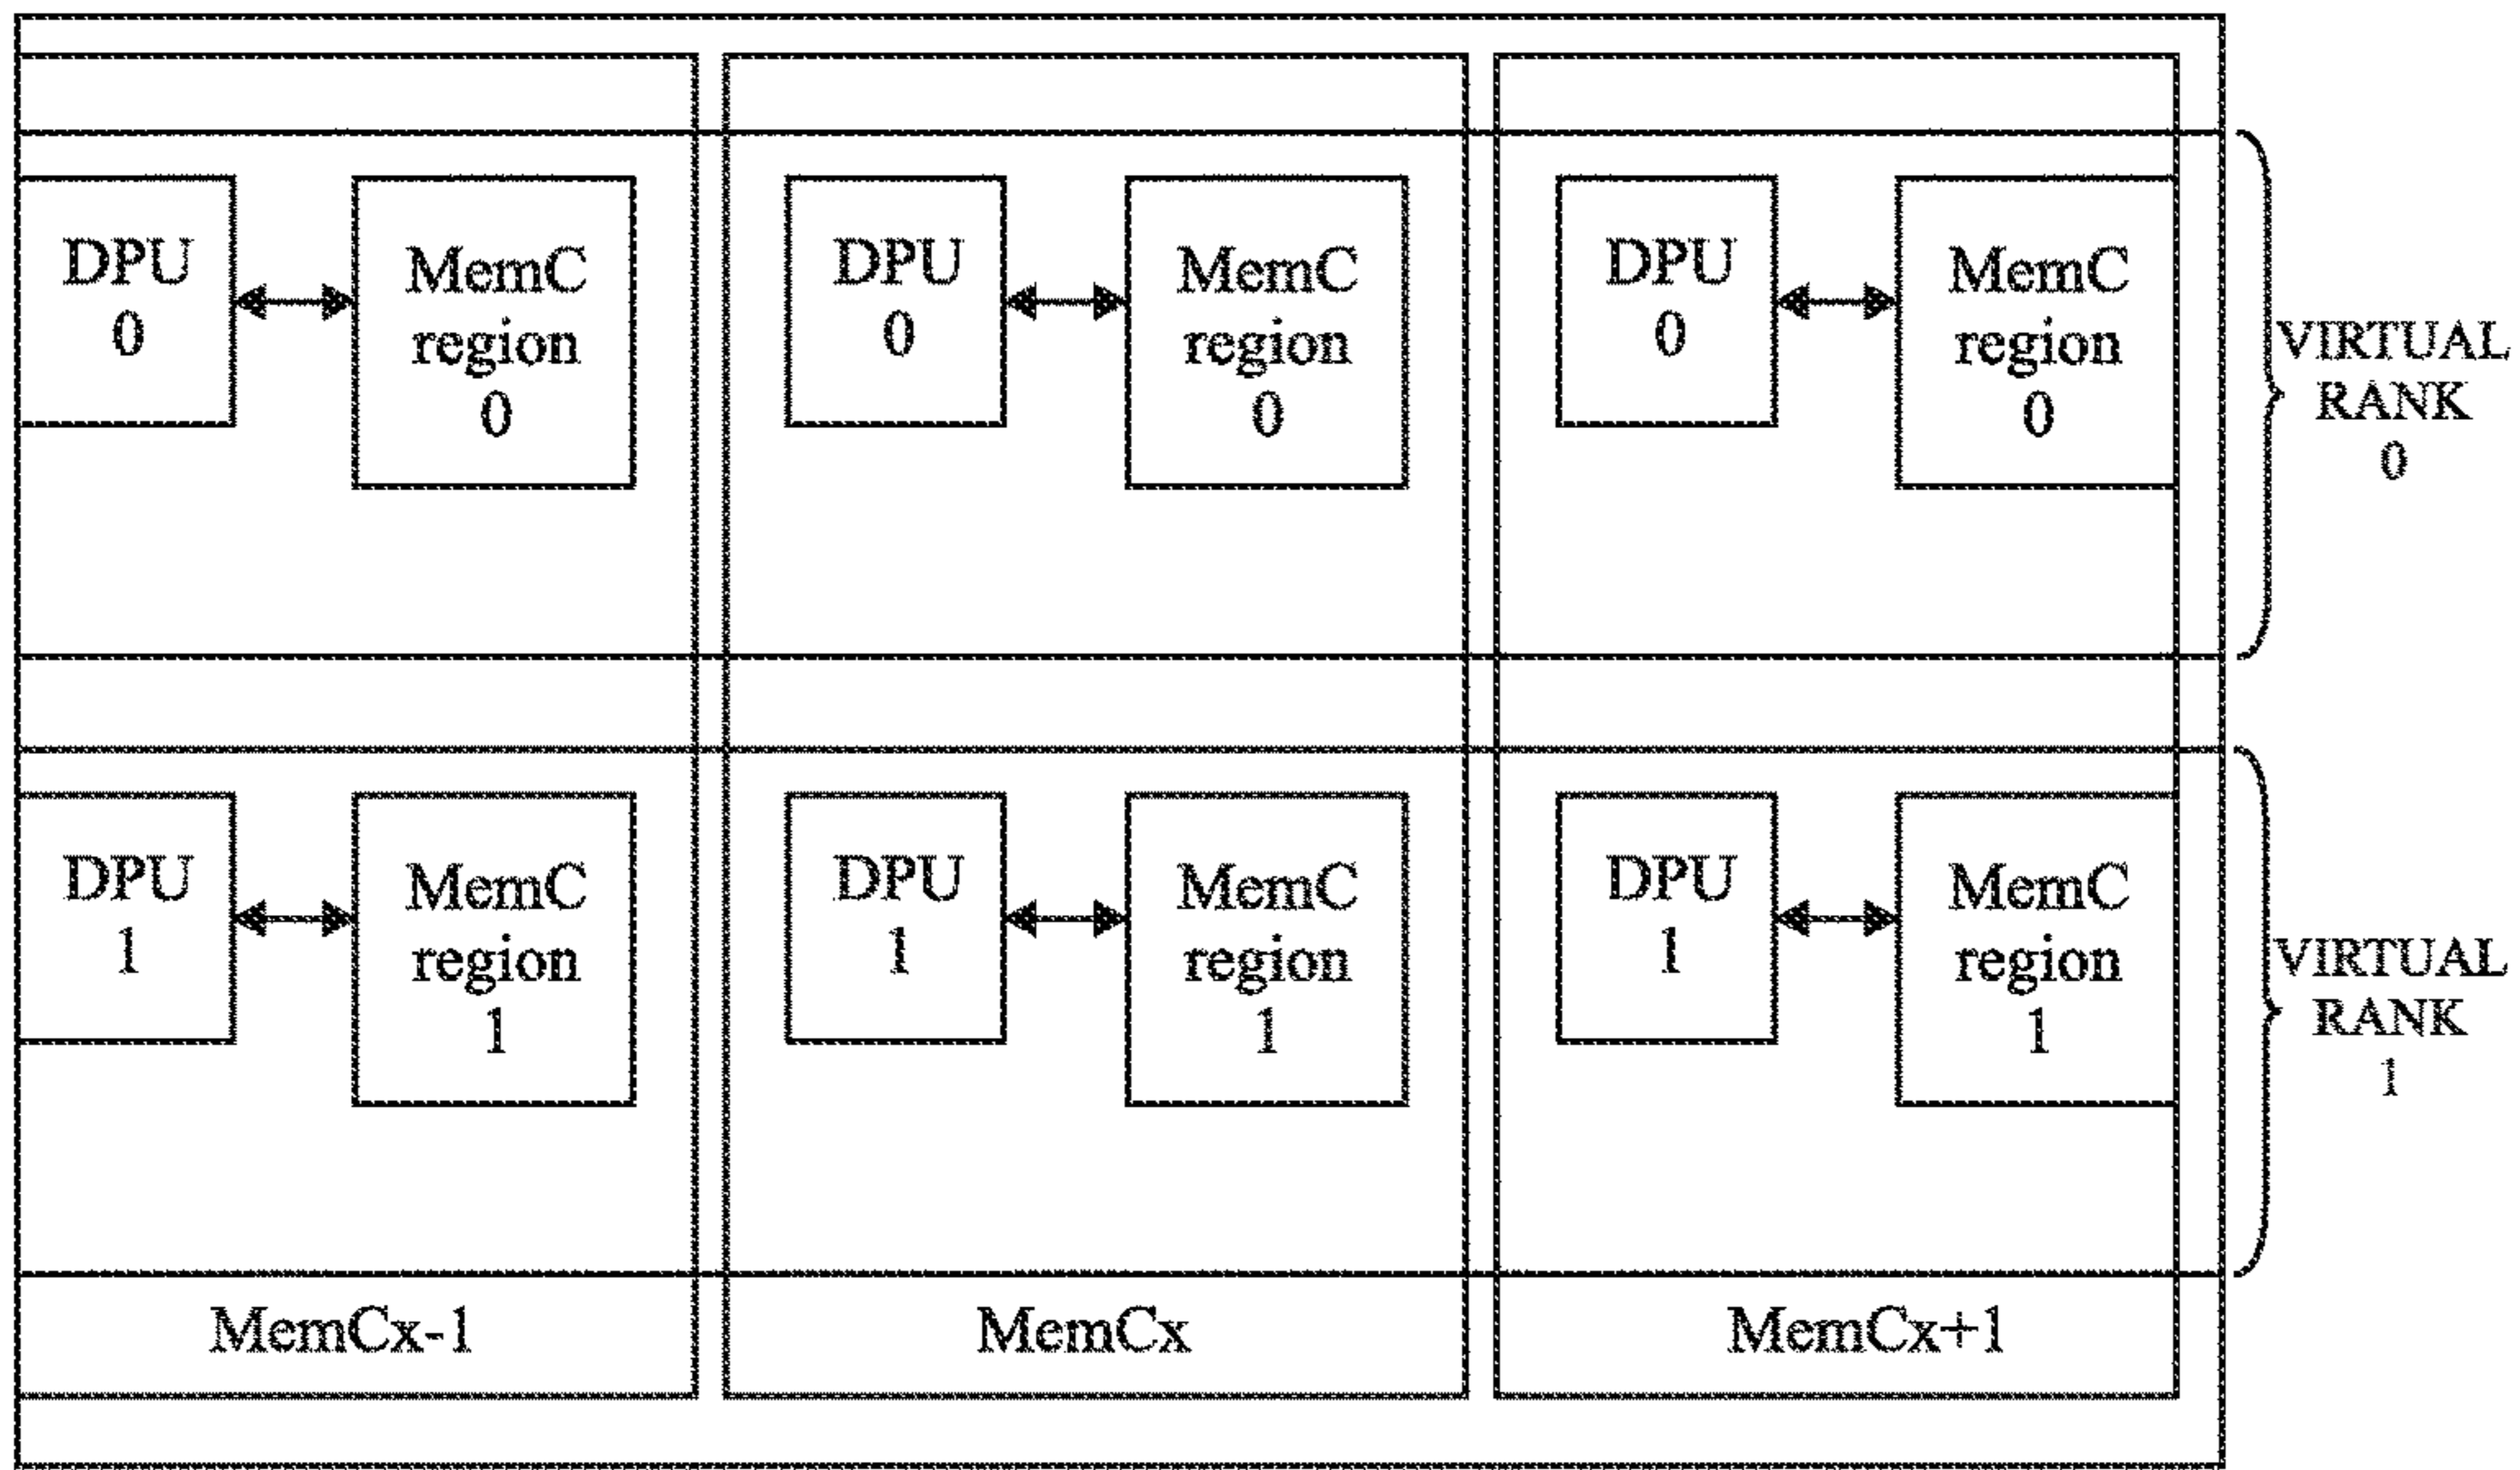 DPU
0
MemC
region
0
DPU
0
MemC
region
0
DPU
0
MemC
region
0
VIRTUAL
RANK
0
DPU
1
MemC
region
1
DPU
1
MemC
region
1
DPU
1
MemC
region
1
VIRTUAL
RANK
1
MemCx-1
MemCx
MemCx+1